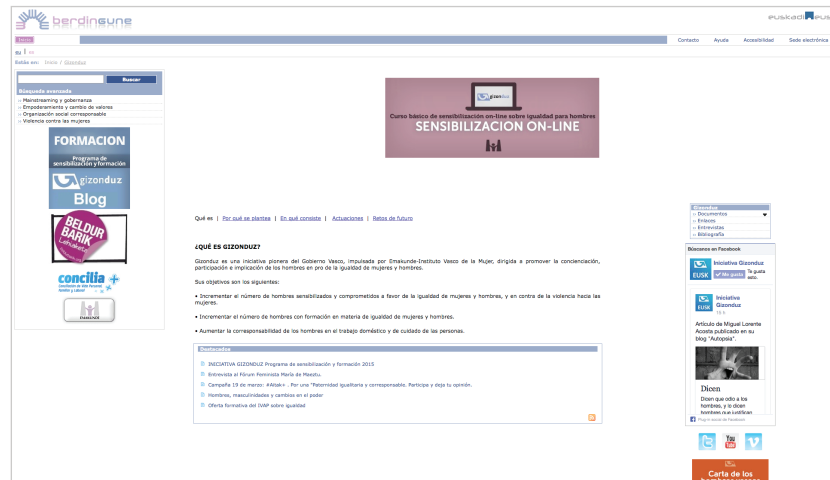 berdingune
euskadi eus
Inicio
Contacto Ayuda Accesibilidad Sede electrónica
eu | es
Estás en: Inicio / Gizonduz
Buscar
Búsqueda avanzada
Mainstreaming y gobernanza
Empoderamiento y cambio de valores
Organización social corresponsable
Violencia contra las mujeres
FORMACION
Programa de
sensibilización y formación
gizonduz
Blog
BELDUR
BARIK
Lehiaketa
concilia +
EMAKUNDE
gizonduz
Curso básico de sensibilización on-line sobre igualdad para hombres
SENSIBILIZACION ON-LINE
Qué es | Por qué se plantea | En qué consiste | Actuaciones | Retos de futuro
¿QUÉ ES GIZONDUZ?
Gizonduz es una iniciativa pionera del Gobierno Vasco, impulsada por Emakunde-Instituto Vasco de la Mujer, dirigida a promover la concienciación,
participación e implicación de los hombres en pro de la igualdad de mujeres y hombres.
Sus objetivos son los siguientes:
• Incrementar el número de hombres sensibilizados y comprometidos a favor de la igualdad de mujeres y hombres, y en contra de la violencia hacia las
mujeres.
• Incrementar el número de hombres con formación en materia de igualdad de mujeres y hombres.
• Aumentar la corresponsabilidad de los hombres en el trabajo doméstico y de cuidado de las personas.
Destacados
INICIATIVA GIZONDUZ Programa de sensibilización y formación 2015
Entrevista al Fórum Feminista María de Maeztu.
Campaña 19 de marzo: #Aitak+ . Por una "Paternidad igualitaria y corresponsable. Participa y deja tu opinión.
Hombres, masculinidades y cambios en el poder
Oferta formativa del IVAP sobre igualdad
Gizonduz
Documentos
Enlaces
Entrevistas
Bibliografía
Búscanos en Facebook
Iniciativa Gizonduz
Me gusta Te gusta
esto.
EUSK
Iniciativa
Gizonduz
15 h
EUSK
Artículo de Miguel Lorente
Acosta publicado en su
blog "Autopsia".
Dicen
Dicen que odio a los
hombres, y lo dicen
hombres que justifican
Plug-in social de Facebook
You
Tube
Carta de los
hombres vascos